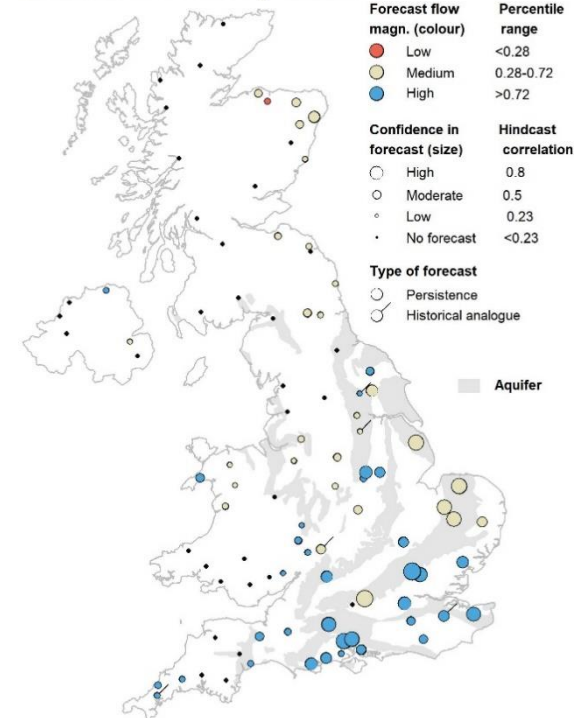 Forecast flow Percentile
magn. (colour) range
Low <0.28
Medium 0.28-0.72
High >0.72
Confidence in Hindcast
forecast (size) correlation
High 0.8
Moderate 0.5
Low 0.23
No forecast <0.23
Type of forecast
Persistence
Historical analogue
Aquifer